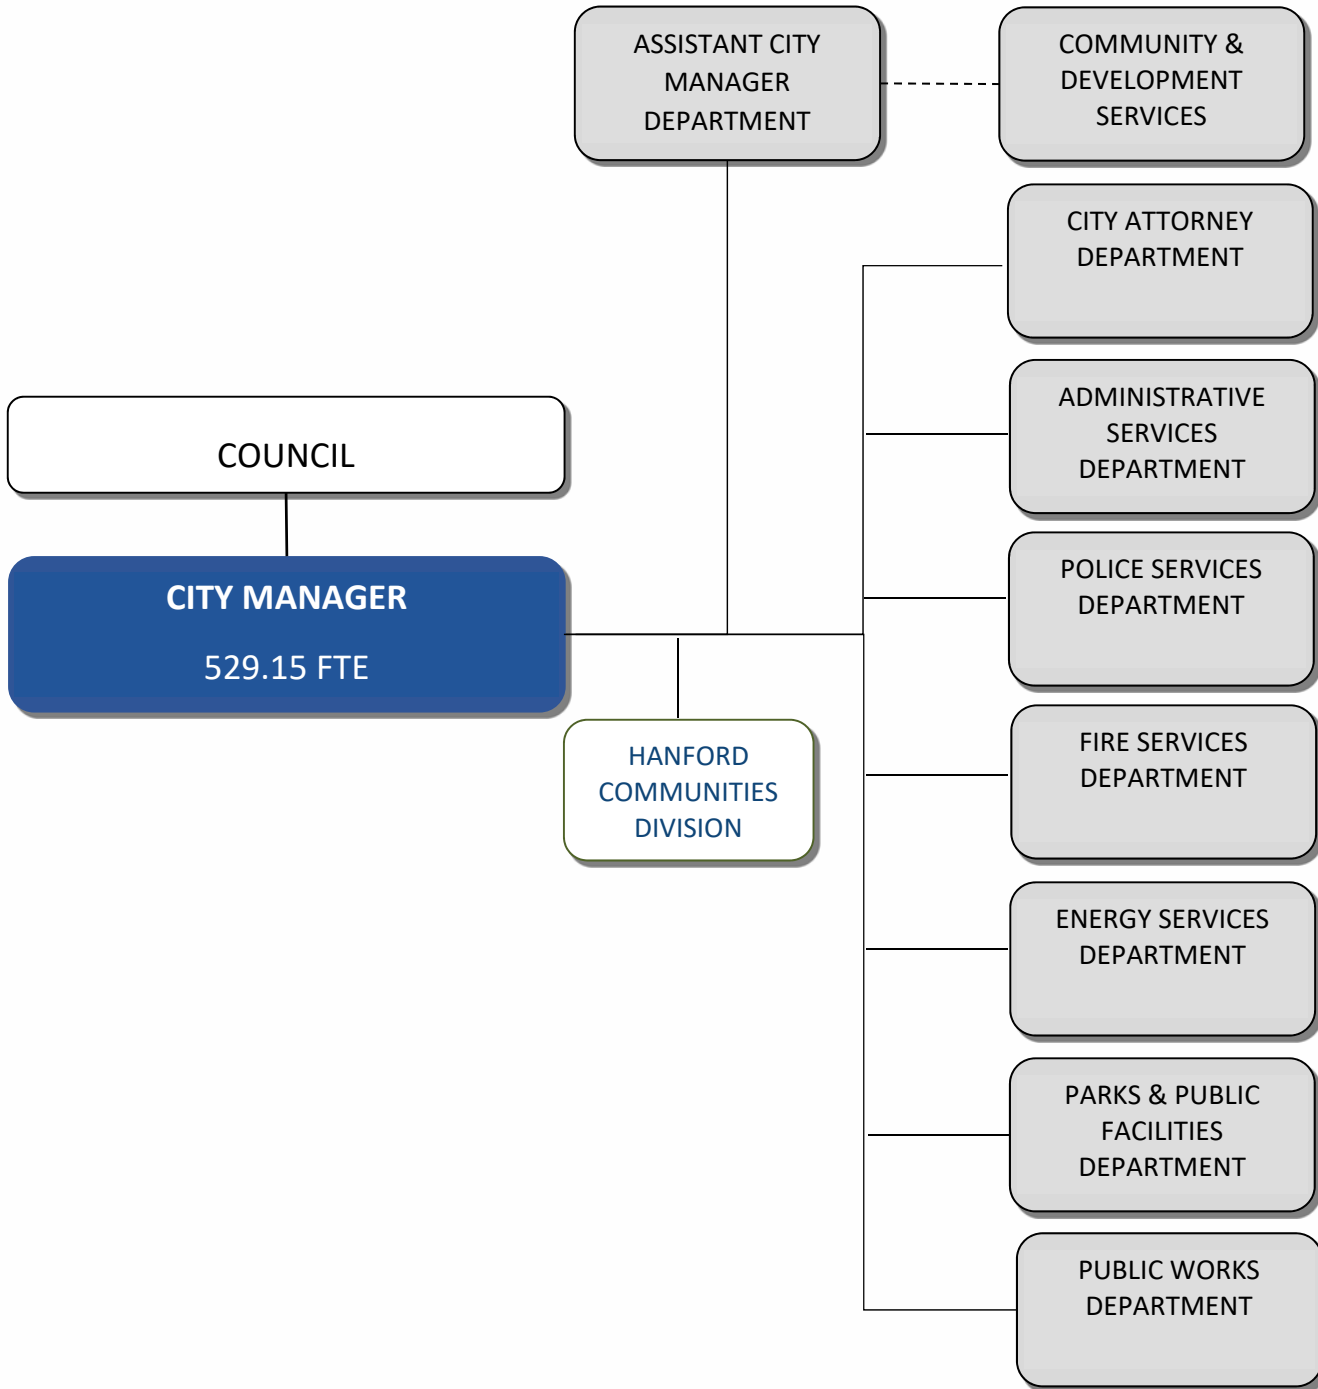 ASSISTANT CITY
MANAGER
DEPARTMENT
COMMUNITY &
DEVELOPMENT
SERVICES
CITY ATTORNEY
DEPARTMENT
ADMINISTRATIVE
SERVICES
DEPARTMENT
COUNCIL
POLICE SERVICES
DEPARTMENT
CITY MANAGER
529.15 FTE
HANFORD
COMMUNITIES
DIVISION
FIRE SERVICES
DEPARTMENT
ENERGY SERVICES
DEPARTMENT
PARKS & PUBLIC
FACILITIES
DEPARTMENT
PUBLIC WORKS
DEPARTMENT